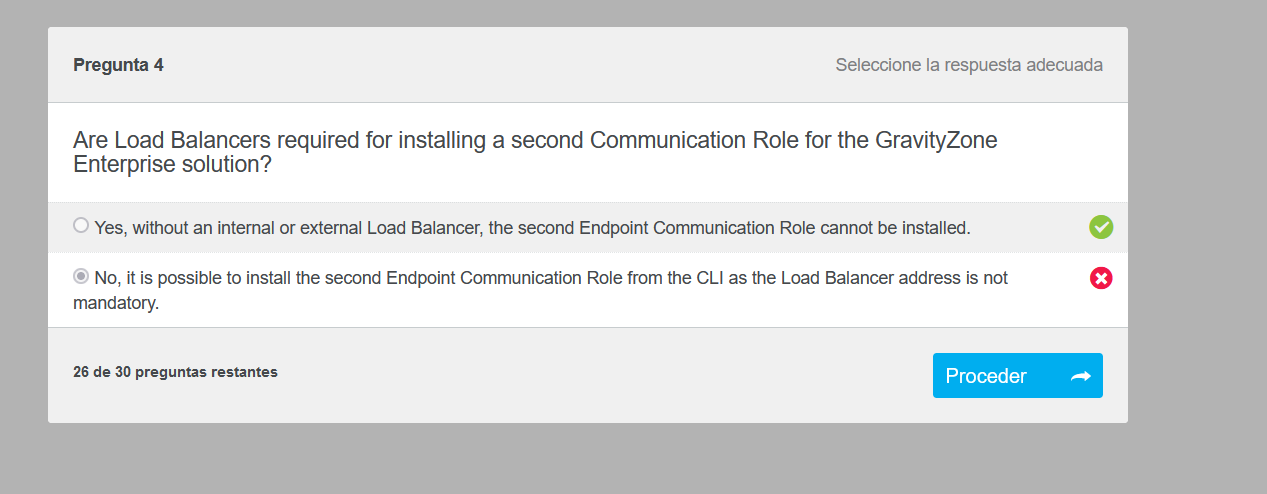 Pregunta 4
Seleccione la respuesta adecuada
Are Load Balancers required for installing a second Communication Role for the GravityZone
Enterprise solution?
Yes, without an internal or external Load Balancer, the second Endpoint Communication Role cannot be installed.
No, it is possible to install the second Endpoint Communication Role from the CLI as the Load Balancer address is not
mandatory.
26 de 30 preguntas restantes
Proceder